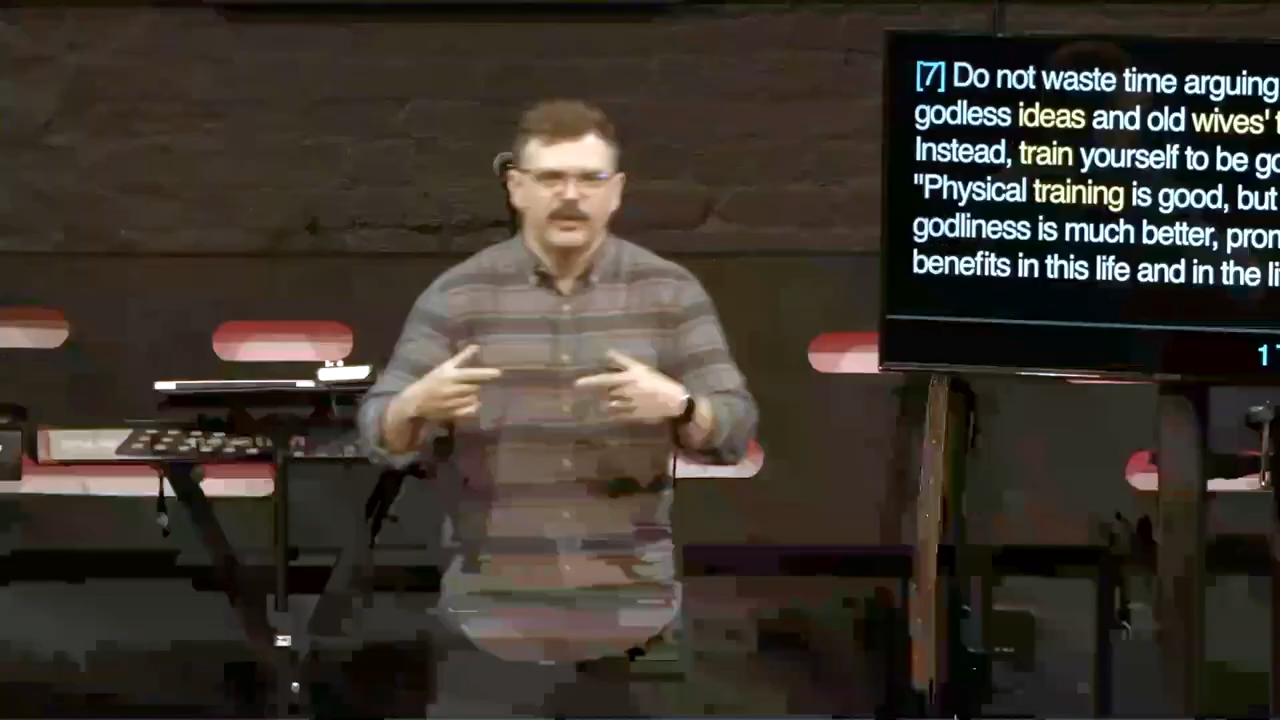 [7] Do not waste time arguing
godless ideas and old wives'
Instead, train yourself to be
"Physical training is good, but
godliness is much better,
benefits in this life and in the